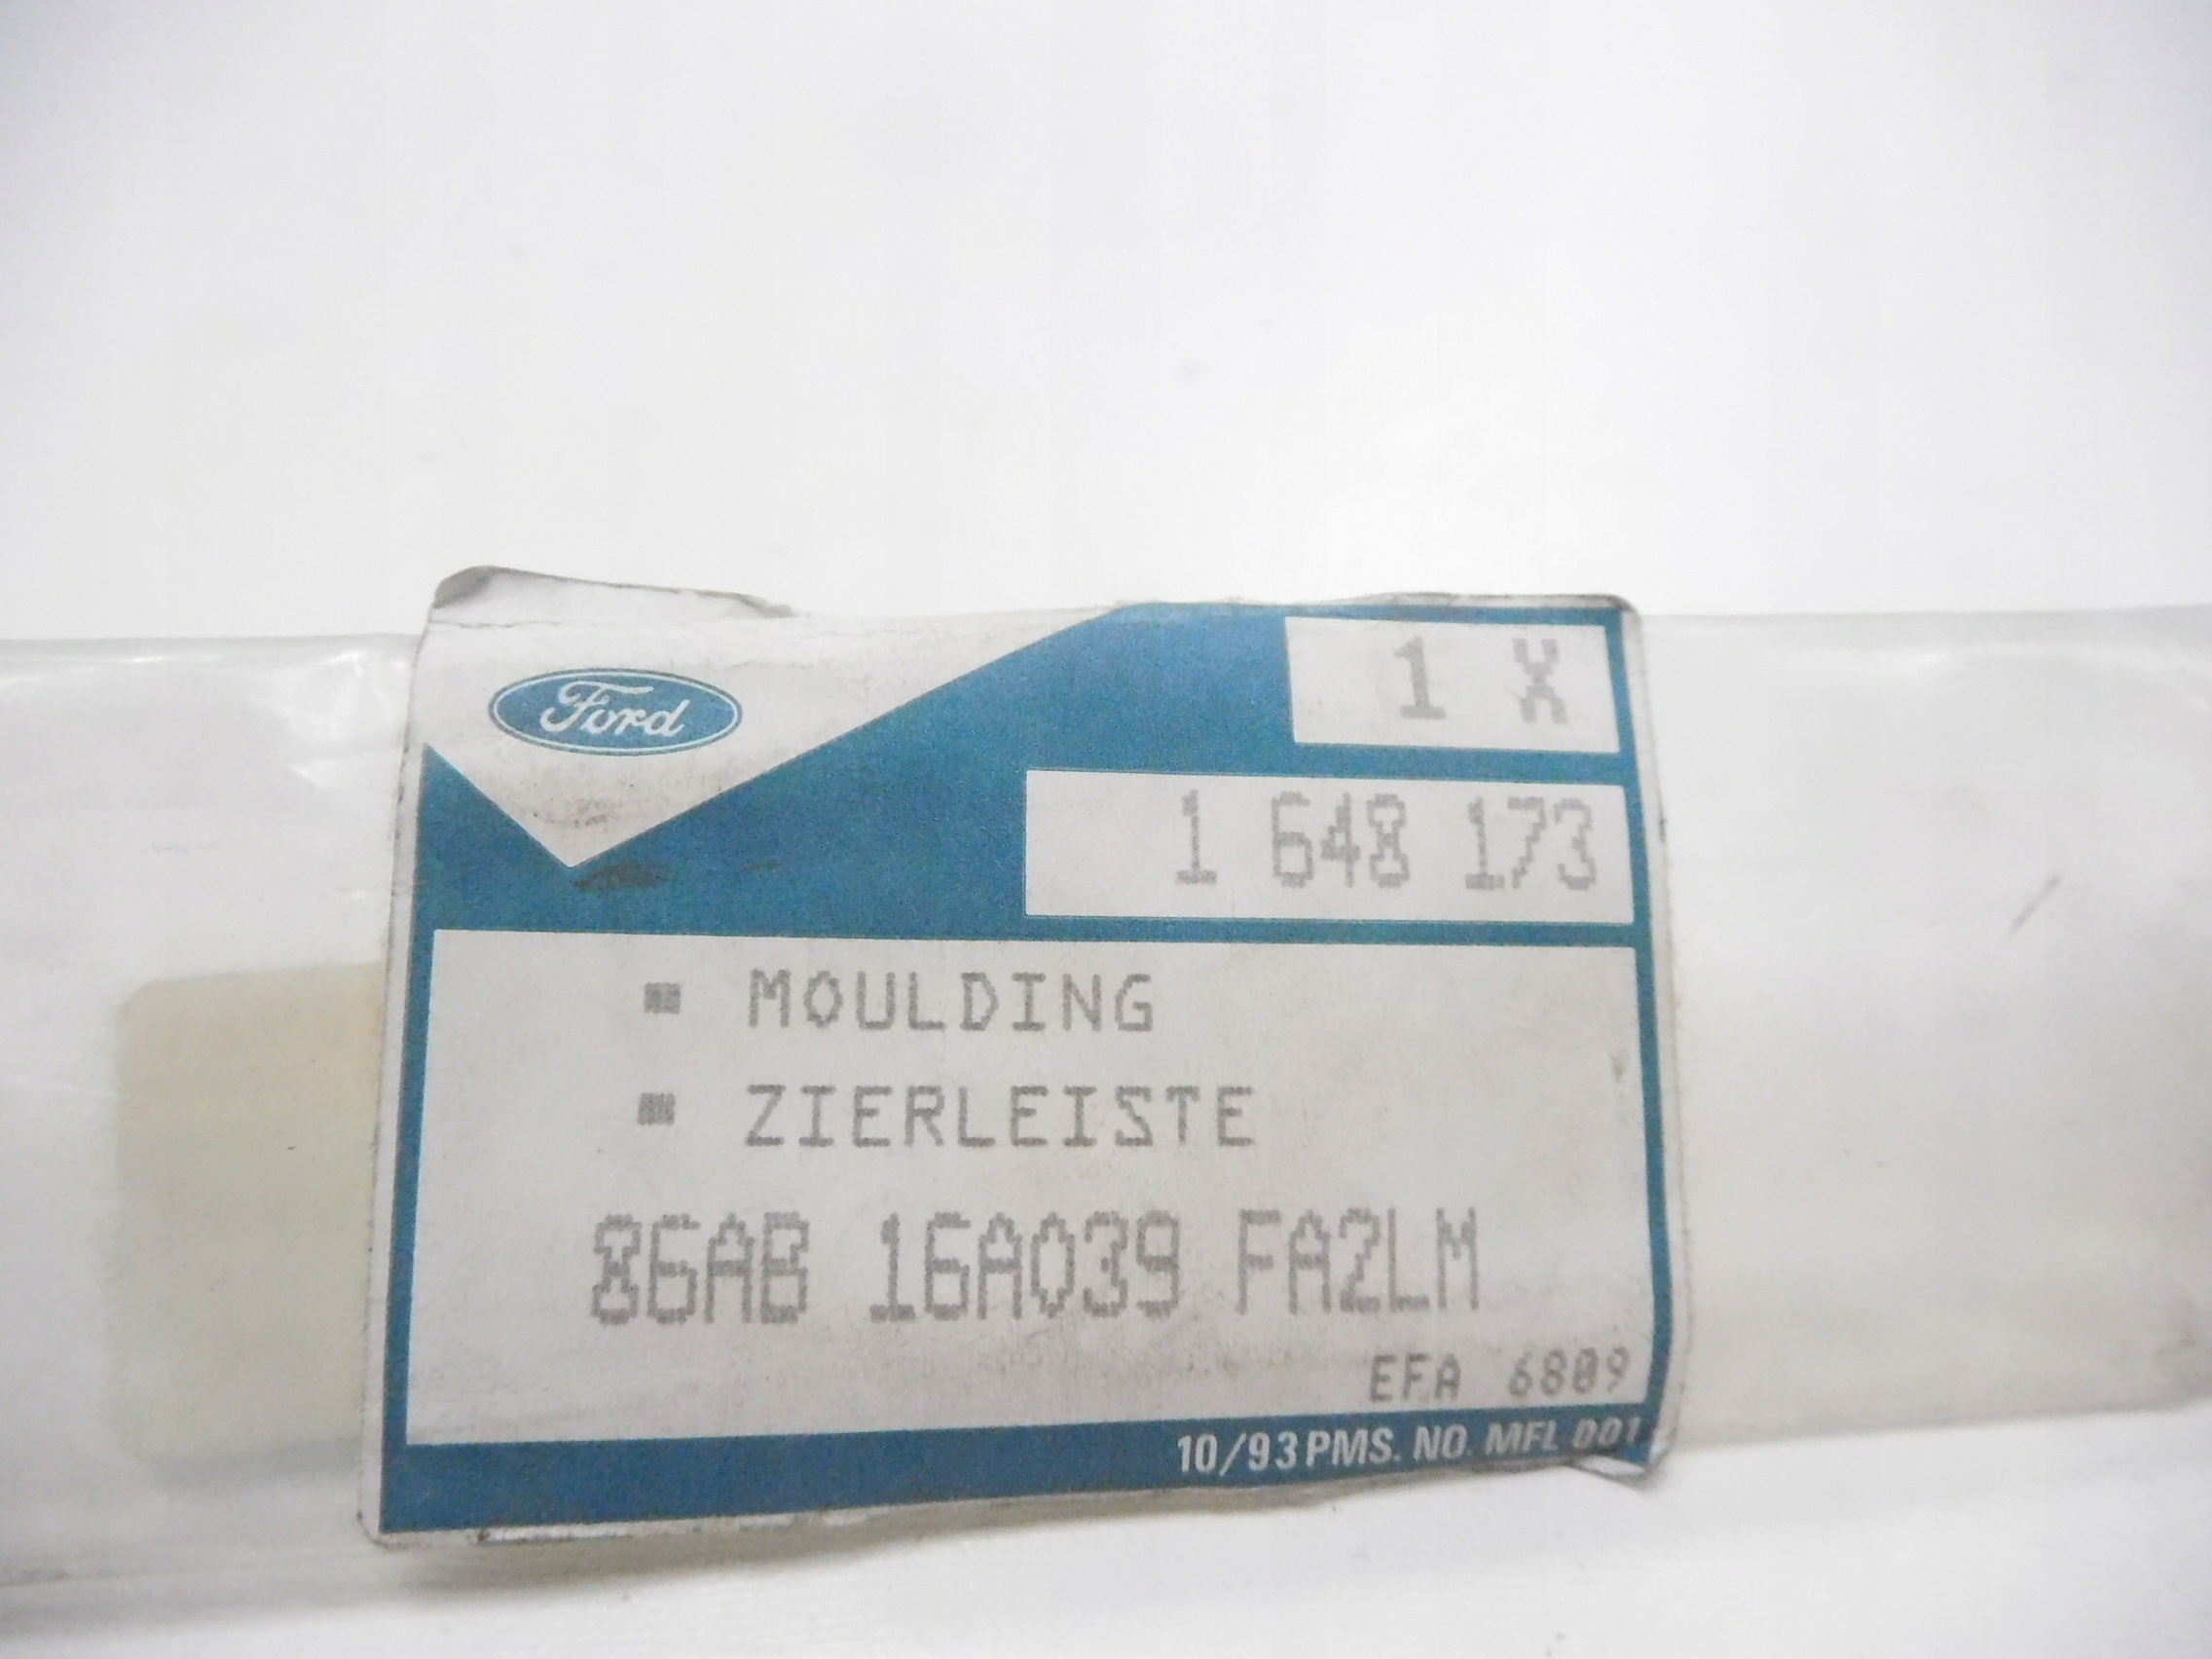 Ford
1 X
1 648 173
▪ MOULDING
▪ ZIERLEISTE
86AB 16A039 FA2LM
EFA 6809
10/93 PMS. NO. MFL 001